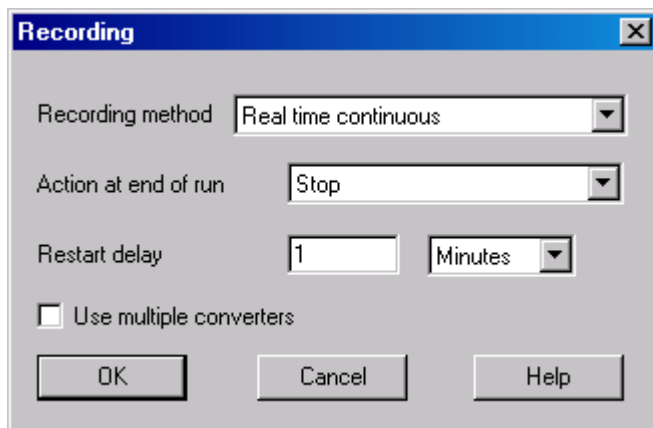 Recording
Recording method Real time continuous
Action at end of run Stop
Restart delay 1 Minutes
Use multiple converters
OK Cancel Help